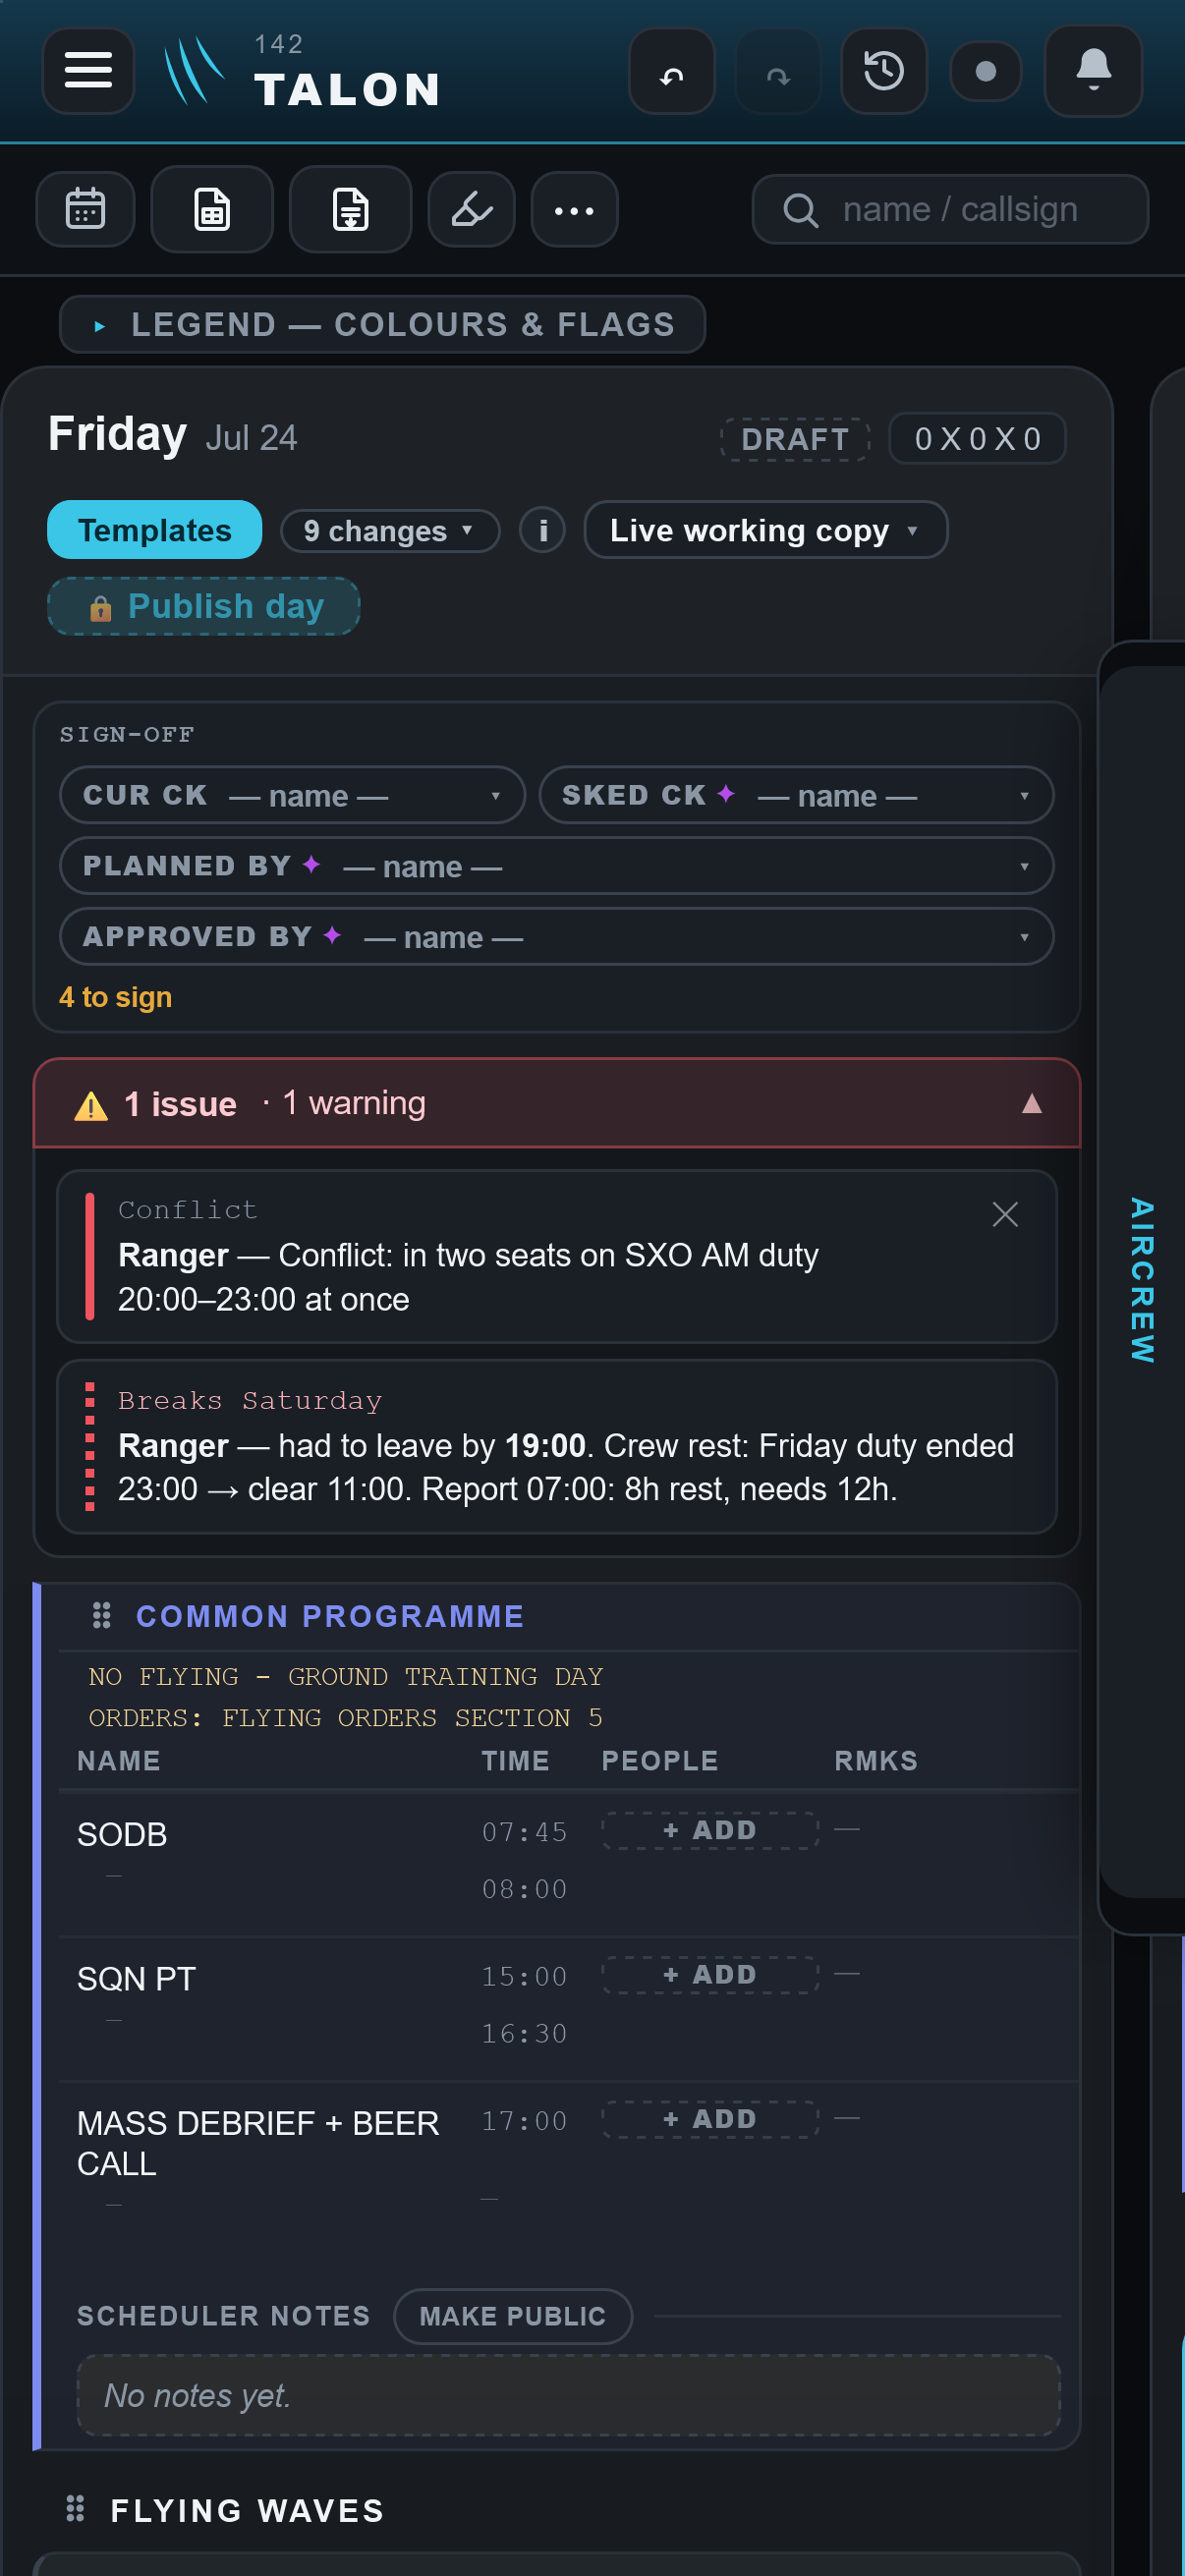 142
TALON
name / callsign
▸ LEGEND — COLOURS & FLAGS
Friday Jul 24 DRAFT 0X0X0
Templates 9 changes ▾ i Live working copy ▾
🔒 Publish day
SIGN-OFF
CUR CK — name — ▾ SKED CK ✦ — name — ▾
PLANNED BY ✦ — name — ▾
APPROVED BY ✦ — name — ▾
4 to sign
⚠️ 1 issue · 1 warning ▲
Conflict
Ranger — Conflict: in two seats on SXO AM duty
20:00–23:00 at once
Breaks Saturday
Ranger — had to leave by 19:00. Crew rest: Friday duty ended
23:00 → clear 11:00. Report 07:00: 8h rest, needs 12h.
AIRCREW
COMMON PROGRAMME
NO FLYING - GROUND TRAINING DAY
ORDERS: FLYING ORDERS SECTION 5
NAME TIME PEOPLE RMKS
SODB 07:45 + ADD —
— 08:00
SQN PT 15:00 + ADD —
— 16:30
MASS DEBRIEF + BEER 17:00 + ADD —
CALL
— —
SCHEDULER NOTES MAKE PUBLIC
No notes yet.
FLYING WAVES